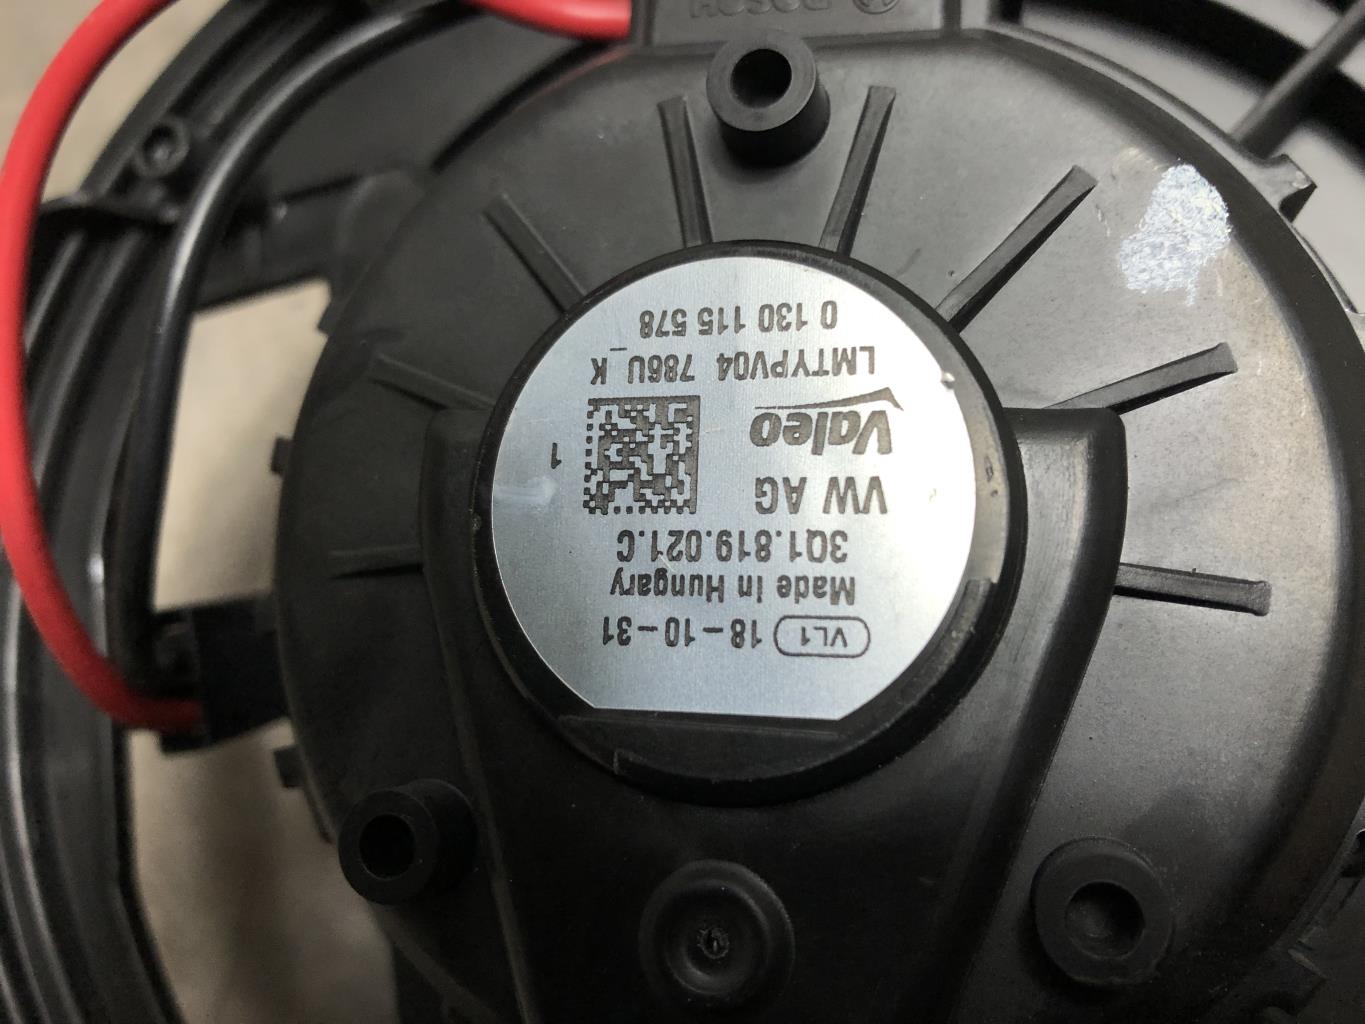 VL1 18-10-31
Made in Hungary
3Q1.819.021.C
VW AG
Valeo
1
LMTYPV04 786U_K
0 130 115 578
BOSCH